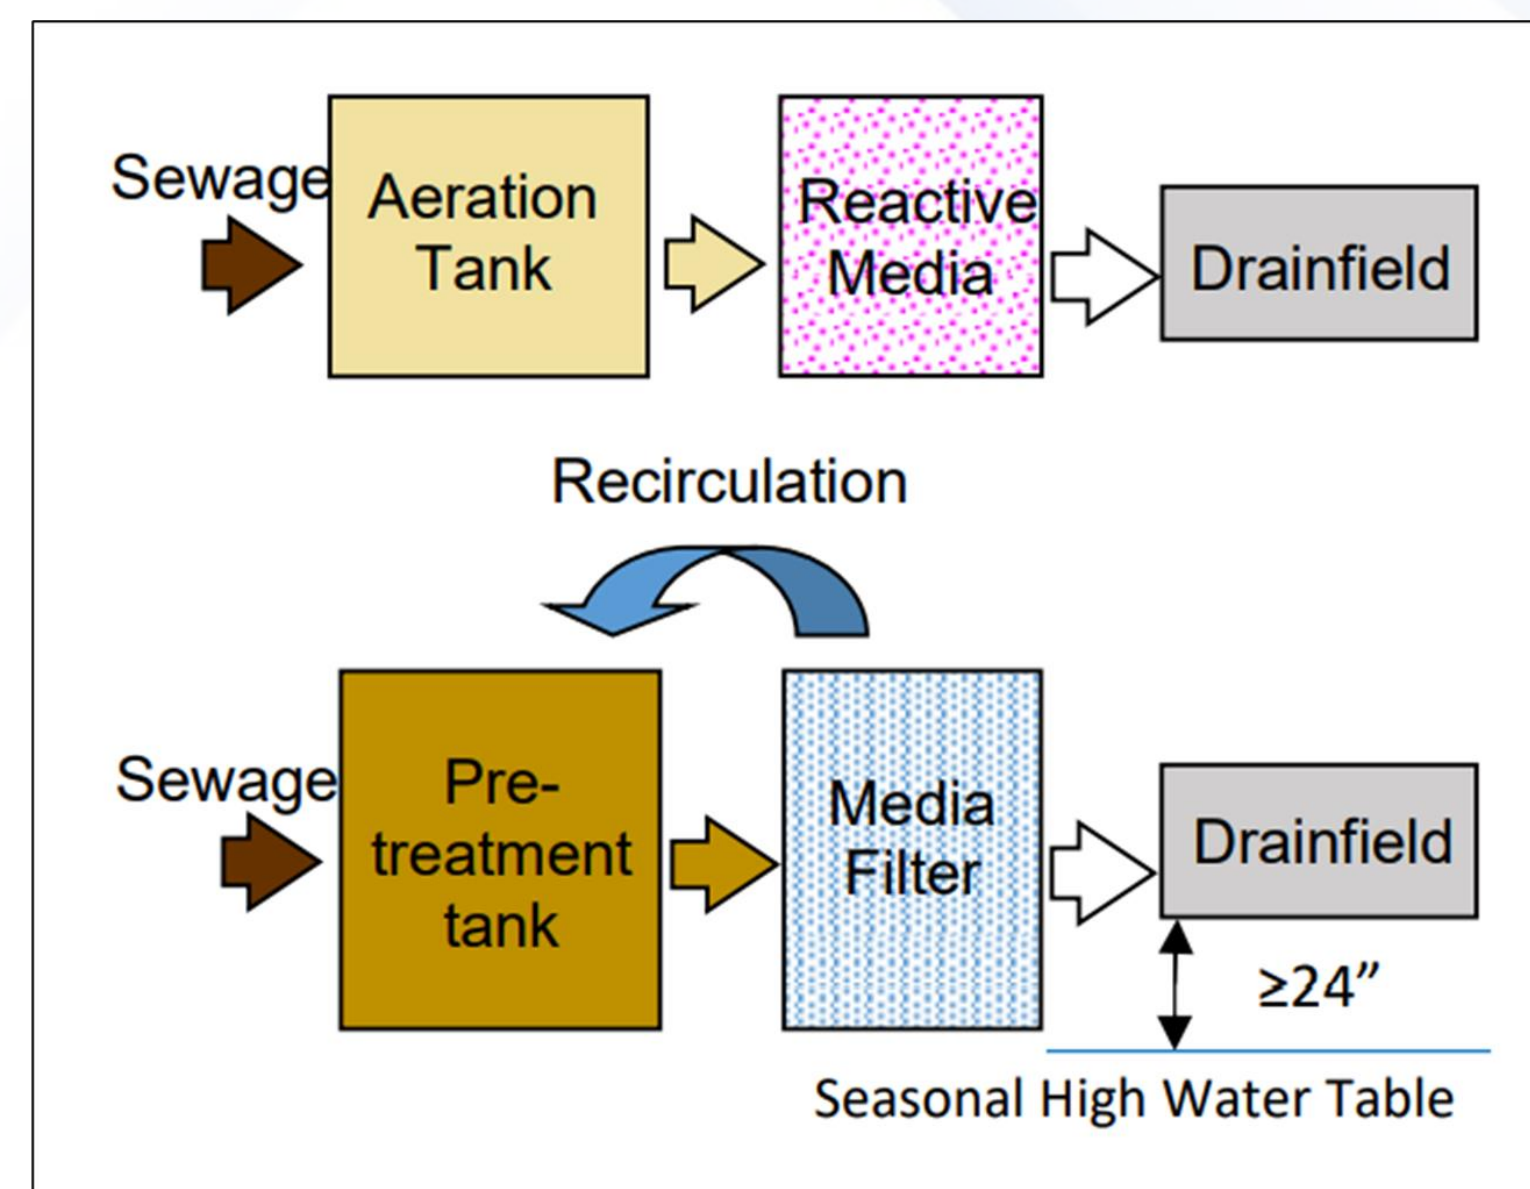 Sewage
Aeration
Tank
Reactive
Media
Drainfield
Recirculation
Sewage
Pre-
treatment
tank
Media
Filter
Drainfield
≥24”
Seasonal High Water Table